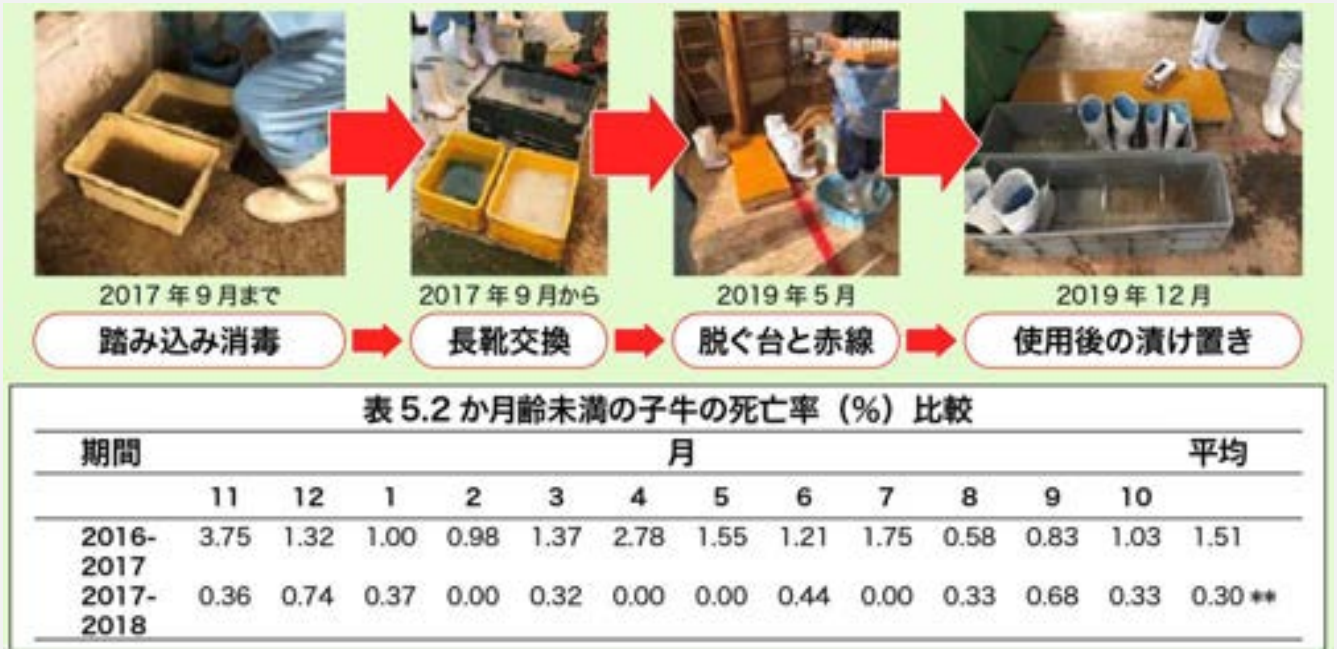 2017年9月まで 2017年9月から 2019年5月 2019年12月
踏み込み消毒 長靴交換 脱ぐ台と赤線 使用後の漬け置き
表 5.2 か月齢未満の子牛の死亡率（%）比較
期間 月 平均
11 12 1 2 3 4 5 6 7 8 9 10
2016- 3.75 1.32 1.00 0.98 1.37 2.78 1.55 1.21 1.75 0.58 0.83 1.03 1.51
2017
2017- 0.36 0.74 0.37 0.00 0.32 0.00 0.00 0.44 0.00 0.33 0.68 0.33 0.30 **
2018